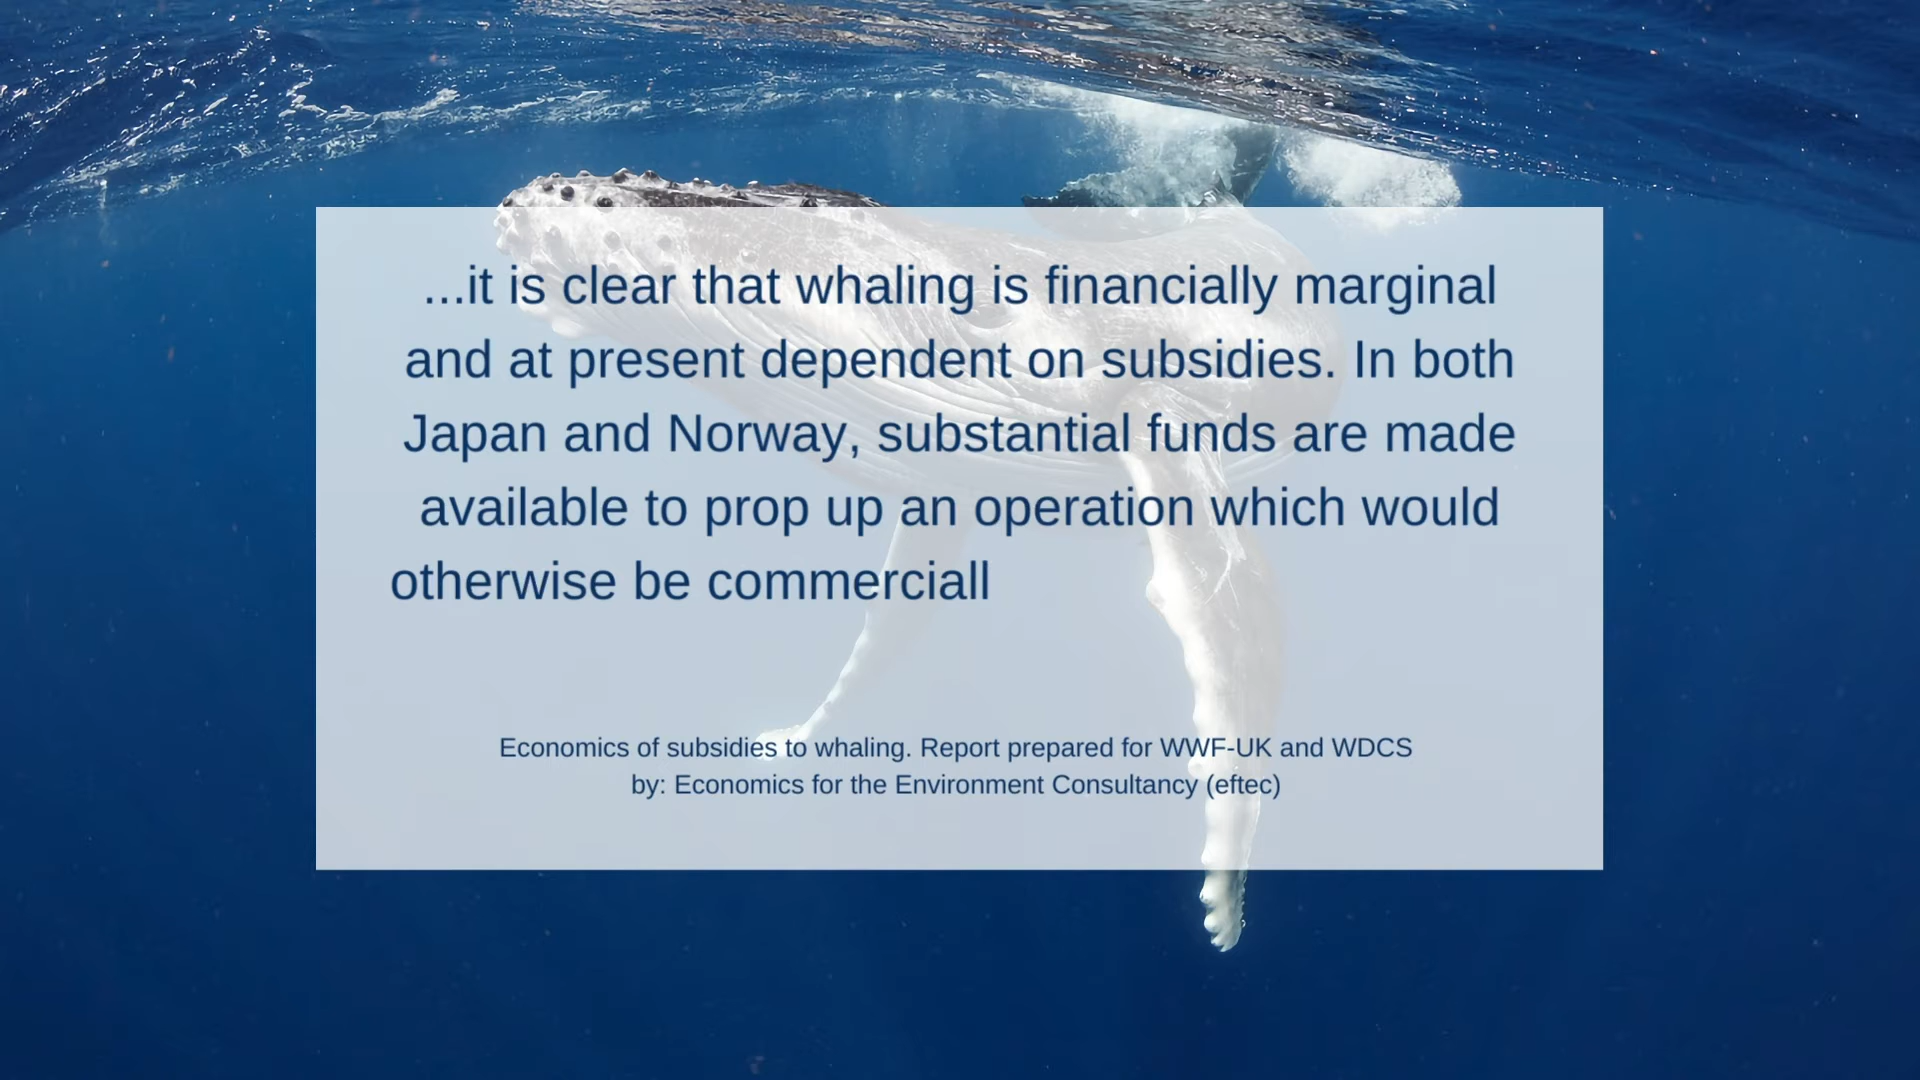 ...it is clear that whaling is financially marginal
and at present dependent on subsidies. In both
Japan and Norway, substantial funds are made
available to prop up an operation which would
otherwise be commerciall
Economics of subsidies to whaling. Report prepared for WWF-UK and WDCS
by: Economics for the Environment Consultancy (eftec)